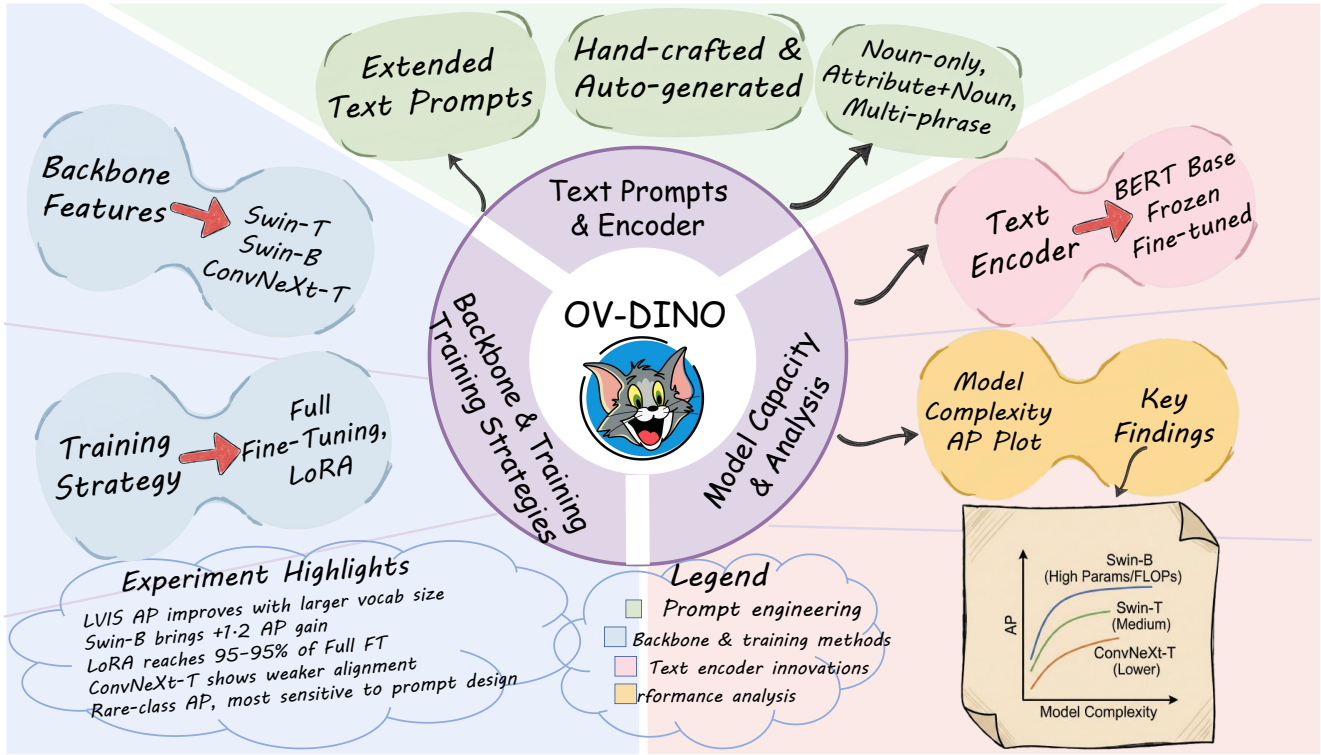 Extended
Text Prompts
Hand-crafted &
Auto-generated
Noun-only,
Attribute+Noun,
Multi-phrase
Backbone
Features
Swin-T
Swin-B
ConvNeXt-T
Text Prompts
& Encoder
Text
Encoder
BERT Base
Frozen
Fine-tuned
OV-DINO
Backbone & Training
Training Strategies
Model Capacity
& Analysis
Training
Strategy
Full
Fine-Tuning,
LoRA
Model
Complexity
AP Plot
Key
Findings
Experiment Highlights
LVIS AP improves with larger vocab size
Swin-B brings +1·2 AP gain
LoRA reaches 95-95% of Full FT
ConvNeXt-T shows weaker alignment
Rare-class AP, most sensitive to prompt design
Legend
Prompt engineering
Backbone & training methods
Text encoder innovations
rformance analysis
Swin-B
(High Params/FLOPs)
Swin-T
(Medium)
ConvNeXt-T
(Lower)
AP
Model Complexity